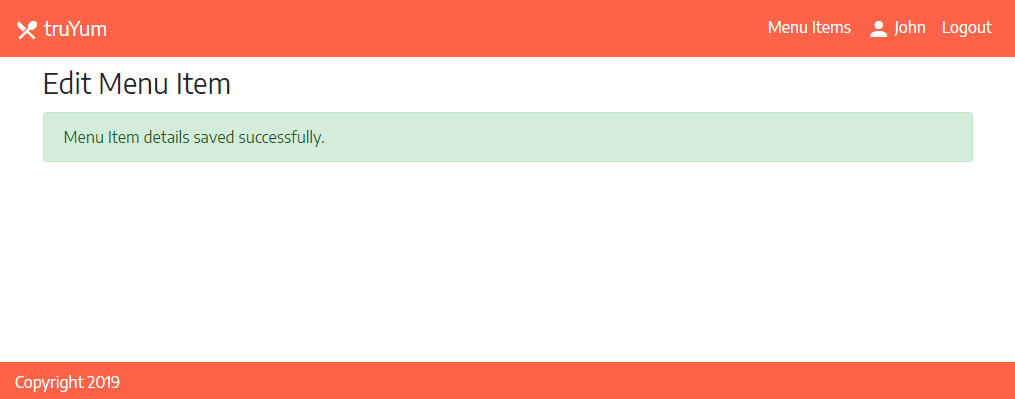 truYum Menu Items John Logout
Edit Menu Item
Menu Item details saved successfully.
Copyright 2019